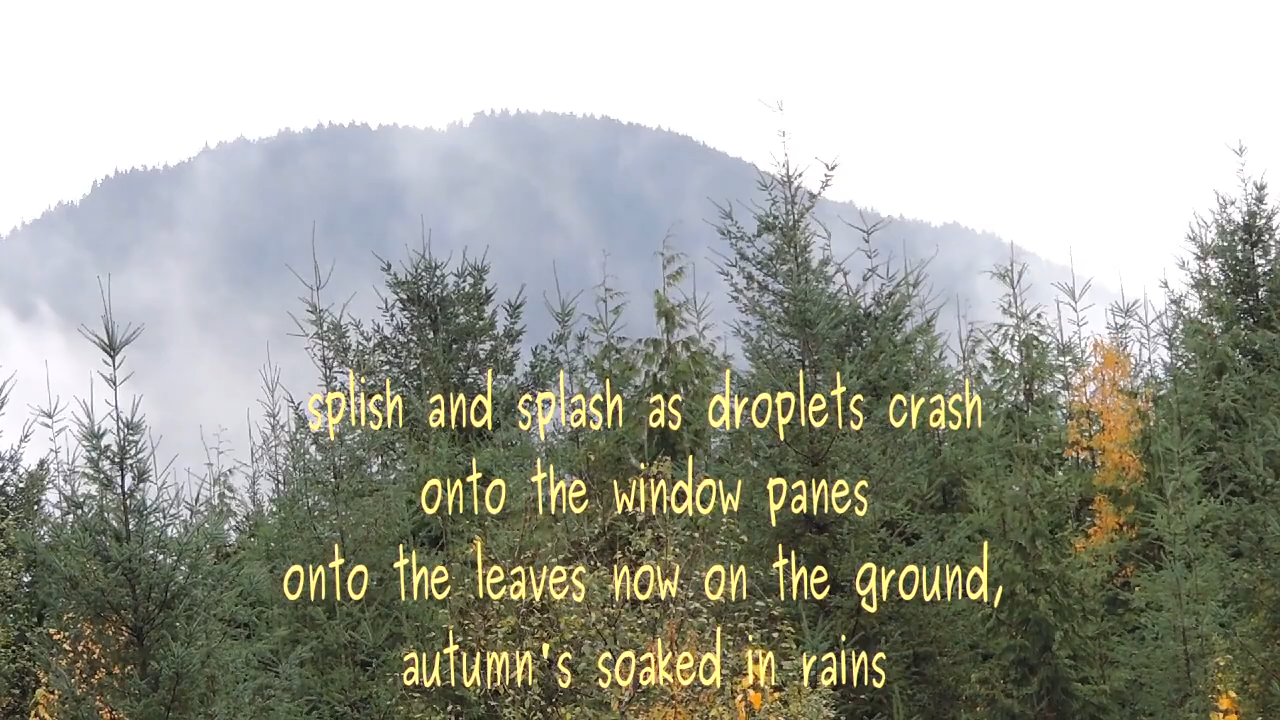 splish and splash as droplets crash
onto the window panes
onto the leaves now on the ground,
autumn's soaked in rains